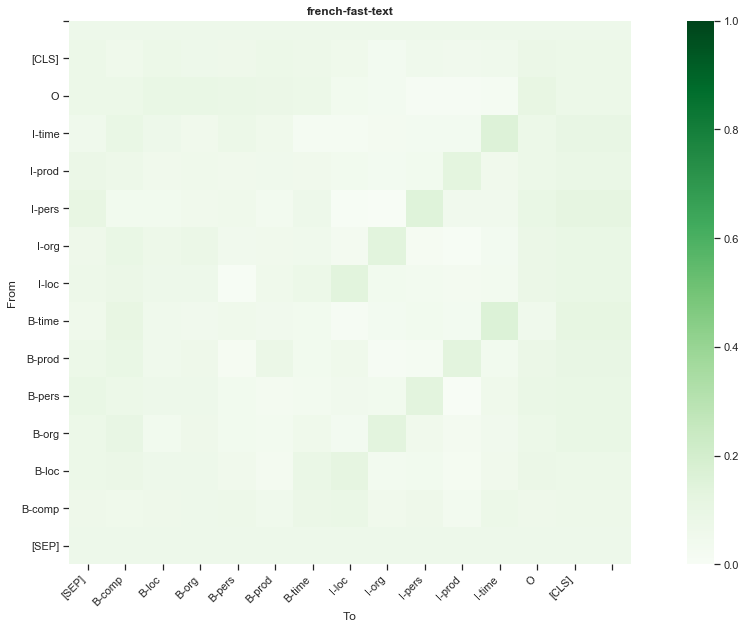 french-fast-text
From
[CLS]
O
I-time
I-prod
I-pers
I-org
I-loc
B-time
B-prod
B-pers
B-org
B-loc
B-comp
[SEP]
[SEP] B-comp B-loc B-org B-pers B-prod B-time I-loc I-org I-pers I-prod I-time O [CLS]
To
1.0
0.8
0.6
0.4
0.2
0.0